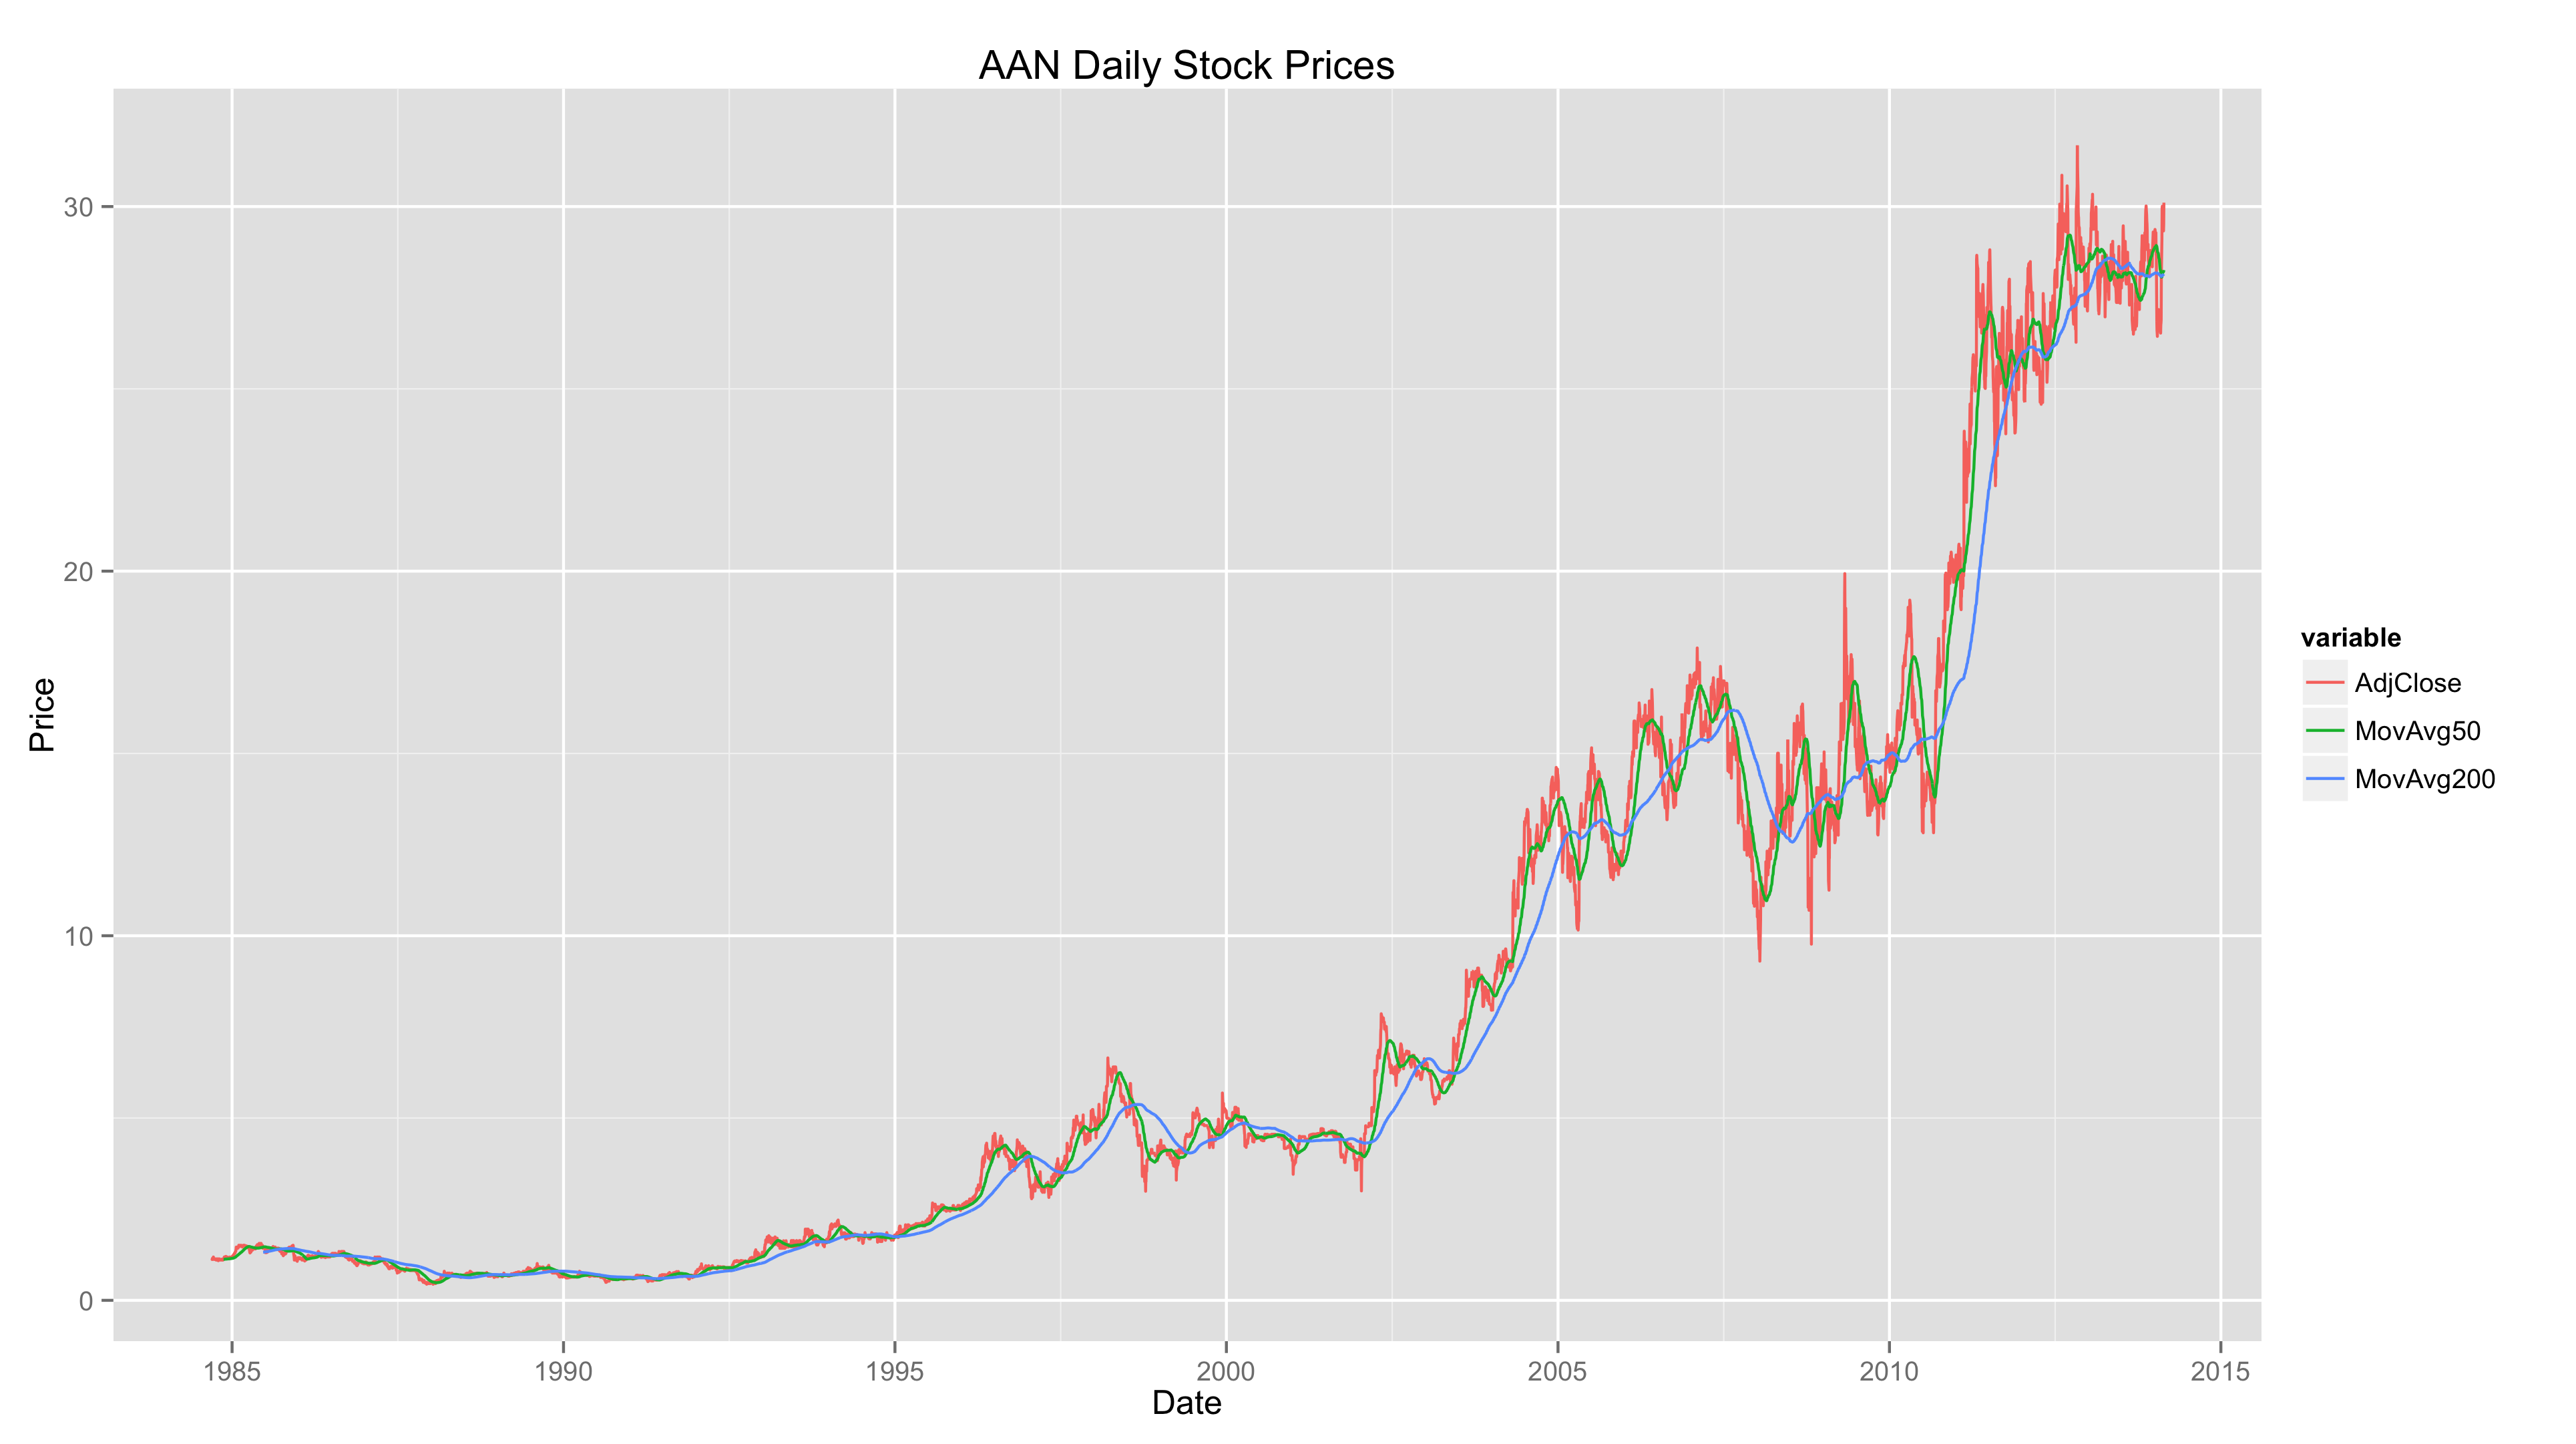 AAN Daily Stock Prices
30
20
10
0
Price
1985 1990 1995 2000 2005 2010 2015
Date
variable
AdjClose
MovAvg50
MovAvg200